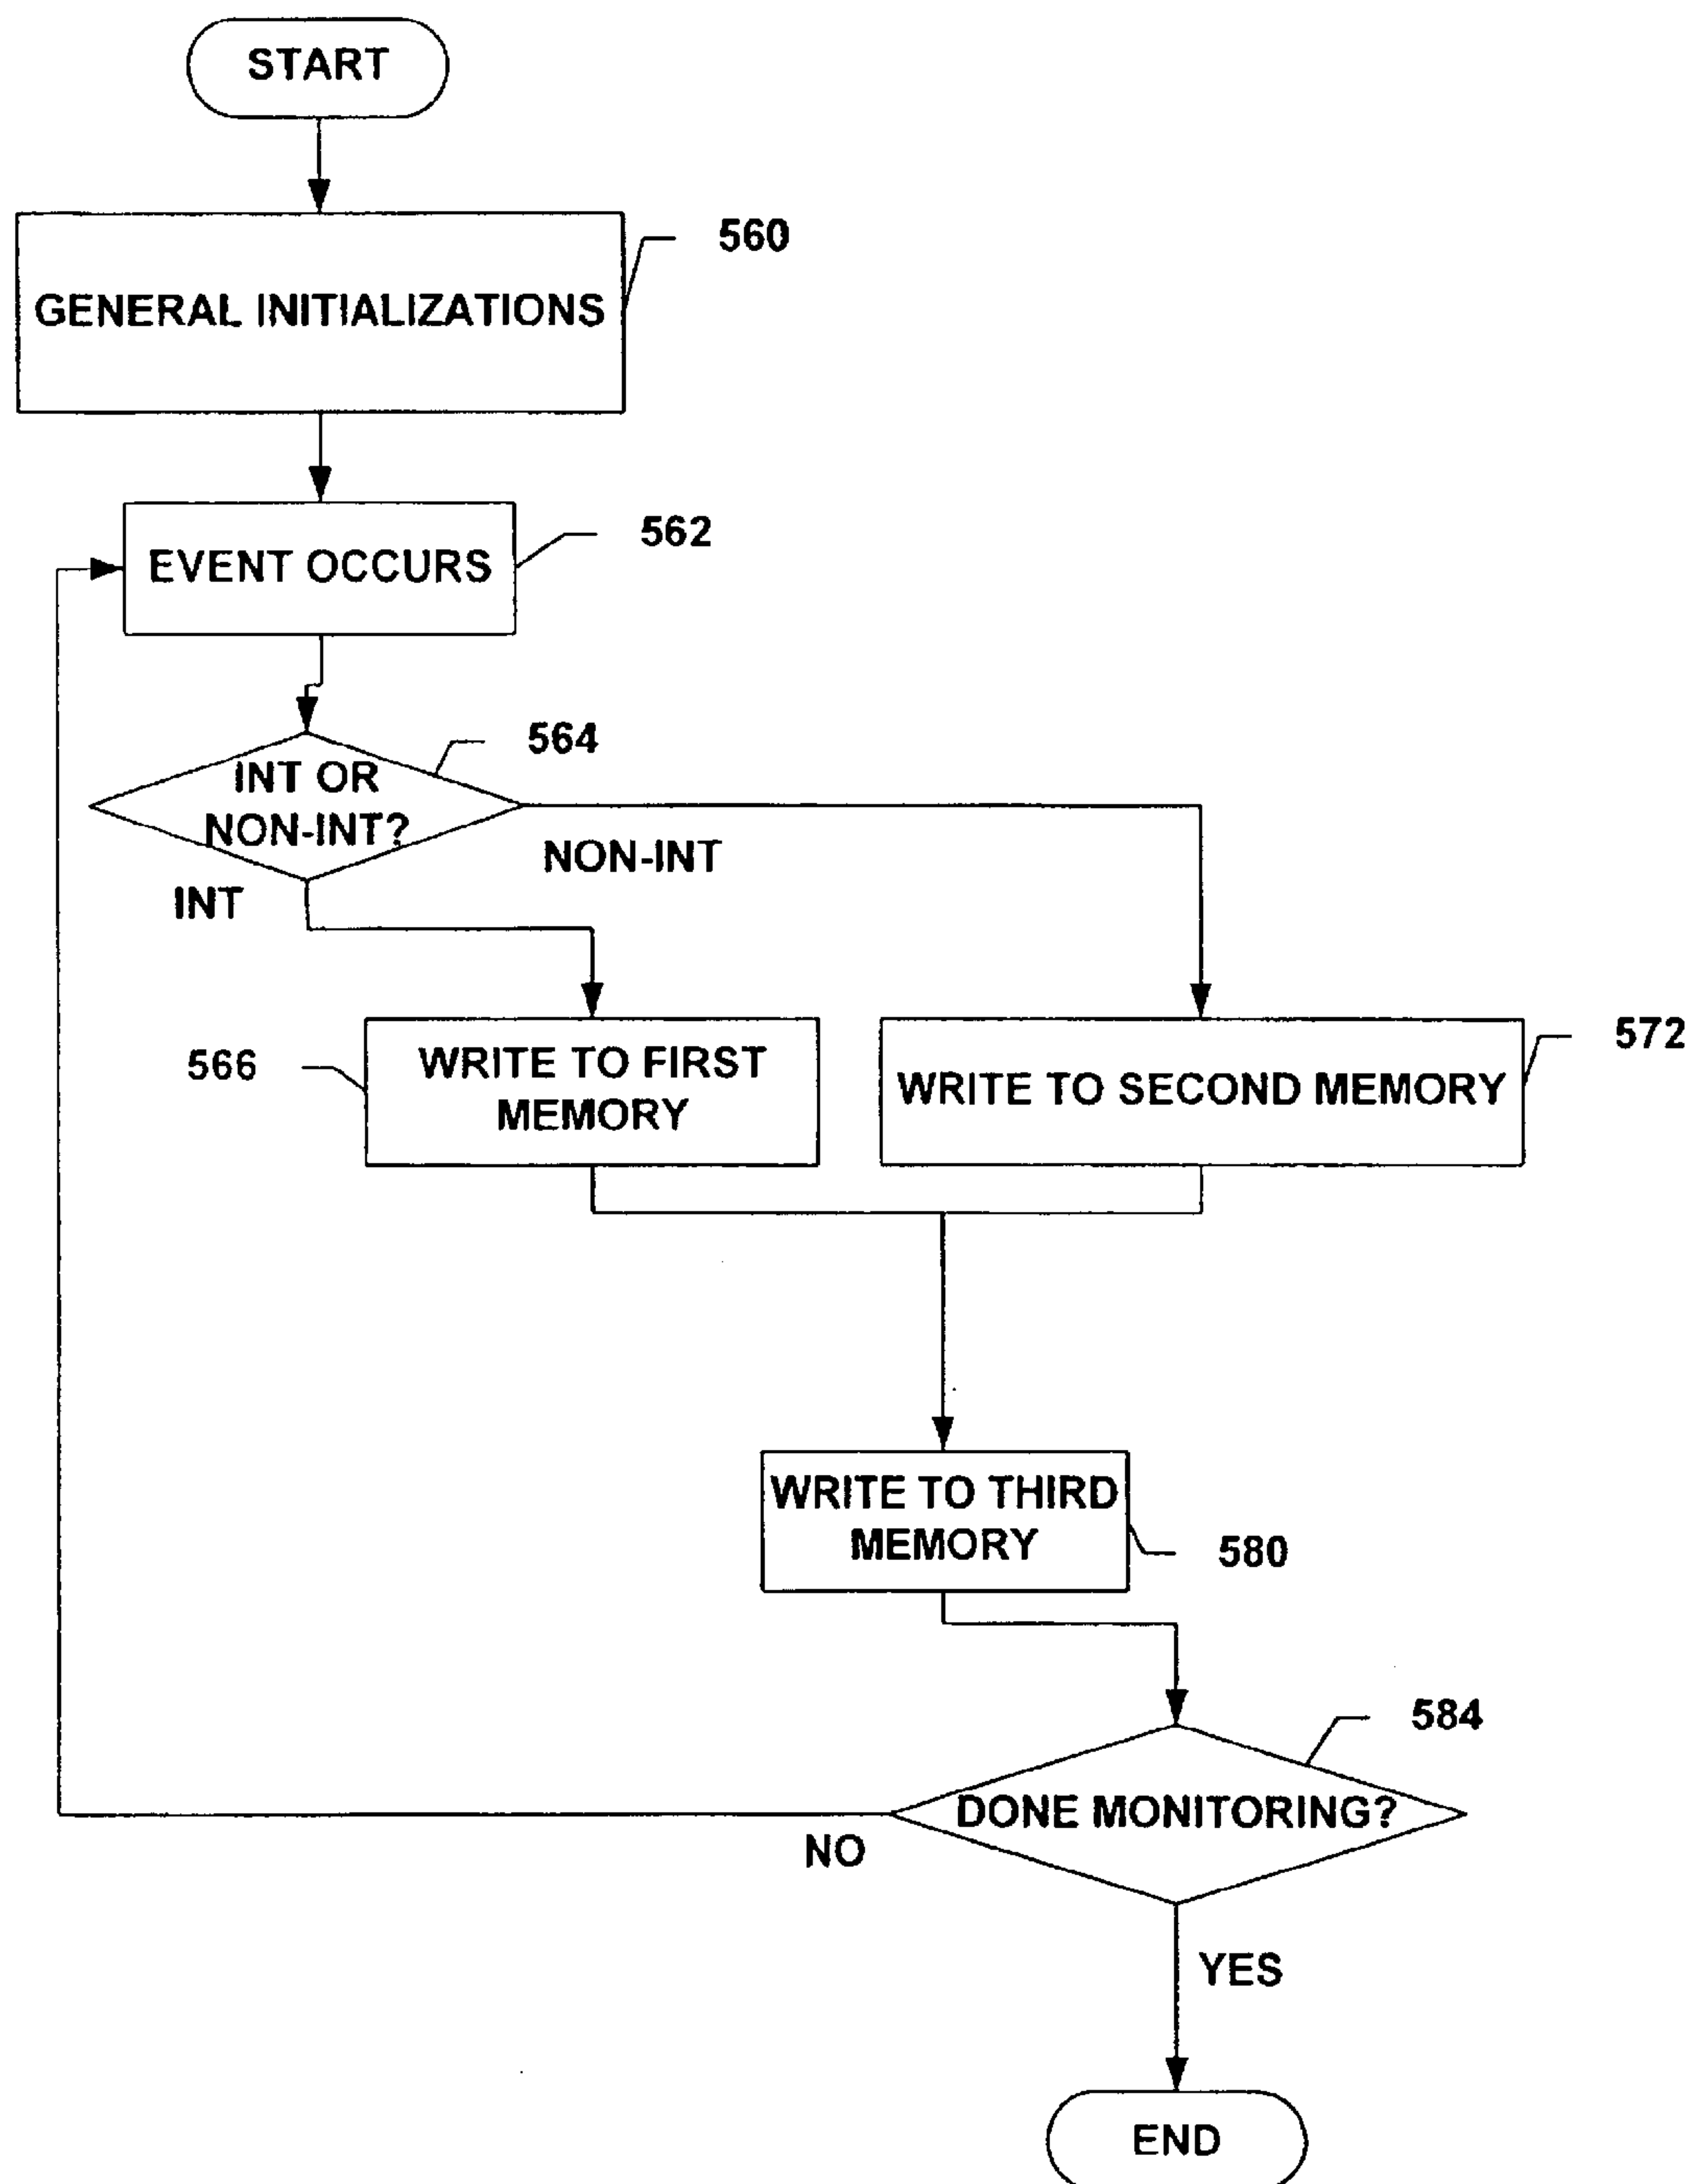 START
560
GENERAL INITIALIZATIONS
562
EVENT OCCURS
564
INT OR
NON-INT?
NON-INT
INT
566
WRITE TO FIRST
MEMORY
572
WRITE TO SECOND MEMORY
WRITE TO THIRD
MEMORY
580
584
DONE MONITORING?
NO
YES
END